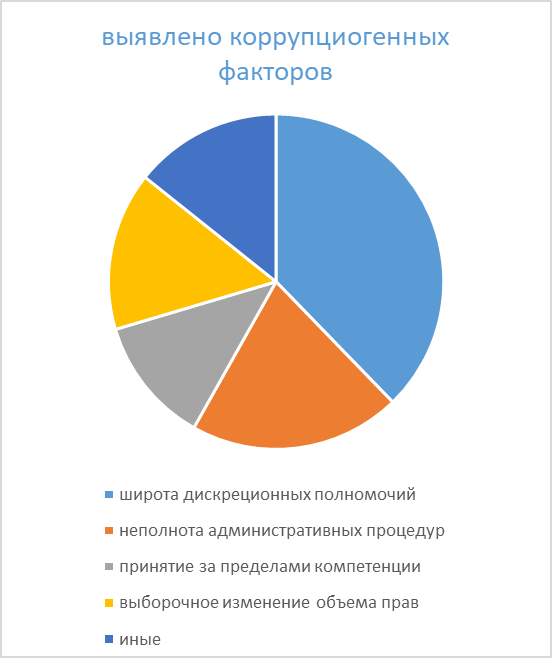 выявлено коррупциогенных
факторов
широта дискреционных полномочий
неполнота административных процедур
принятие за пределами компетенции
выборочное изменение объема прав
иные